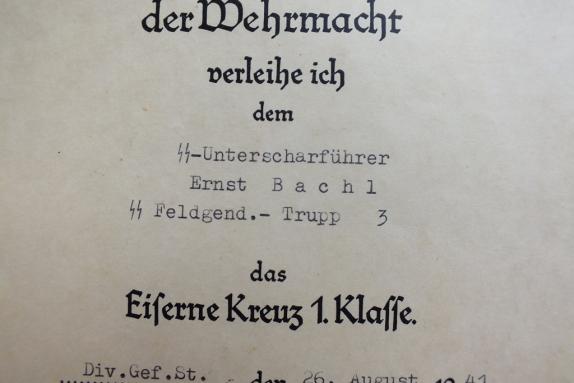 der Wehrmacht
verleihe ich
dem
ᛋᛋ-Unterscharführer
Ernst B a c h l
ᛋᛋ Feldgend.- Trupp 3
das
Eiserne Kreuz 1. Klasse.
Div.Gef.St. , den 26. August 1941